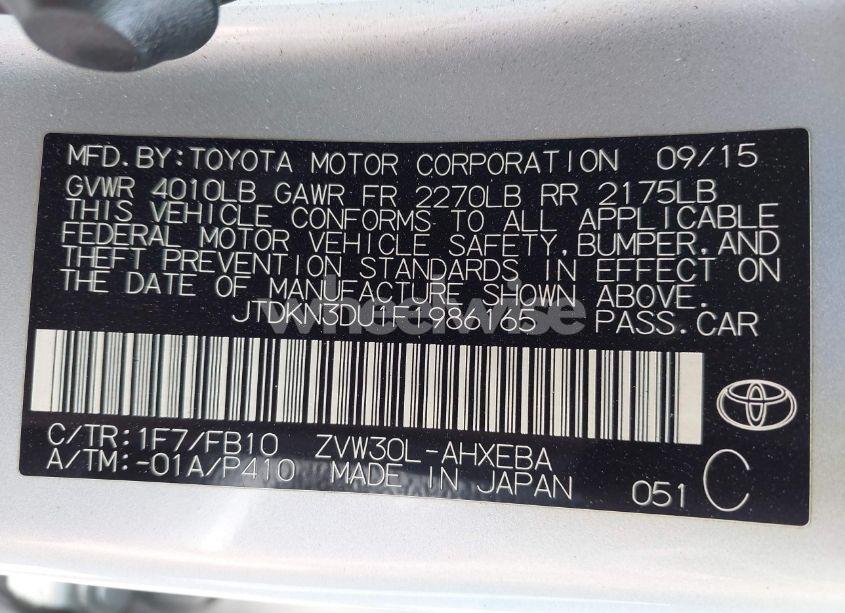 MFD. BY: TOYOTA MOTOR CORPORATION 09/15
GVWR 4010LB GAWR FR 2270LB RR 2175LB
THIS VEHICLE CONFORMS TO ALL APPLICABLE
FEDERAL MOTOR VEHICLE SAFETY, BUMPER, AND
THEFT PREVENTION STANDARDS IN EFFECT ON
THE DATE OF MANUFACTURE SHOWN ABOVE.
JTDKN3DU1F1986165 PASS. CAR
wheelwise
C/TR: 1F7/FB10 ZVW30L-AHXEBA
A/TM: -01A/P410 MADE IN JAPAN 051 C